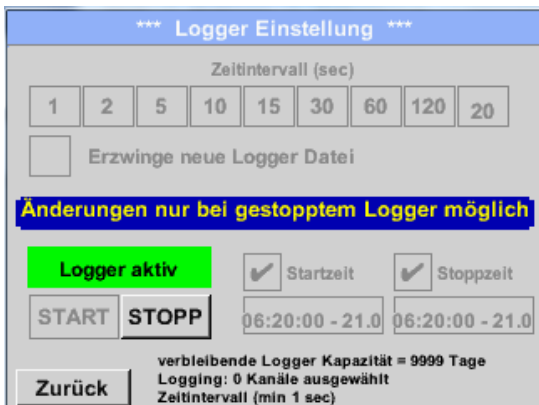 *** Logger Einstellung ***
Zeitintervall (sec)
1 2 5 10 15 30 60 120 20
Erzwinge neue Logger Datei
Änderungen nur bei gestopptem Logger möglich
Logger aktiv Startzeit Stoppzeit
START STOPP 06:20:00 - 21.0 06:20:00 - 21.0
verbleibende Logger Kapazität = 9999 Tage
Zurück Logging: 0 Kanäle ausgewählt
Zeitintervall (min 1 sec)